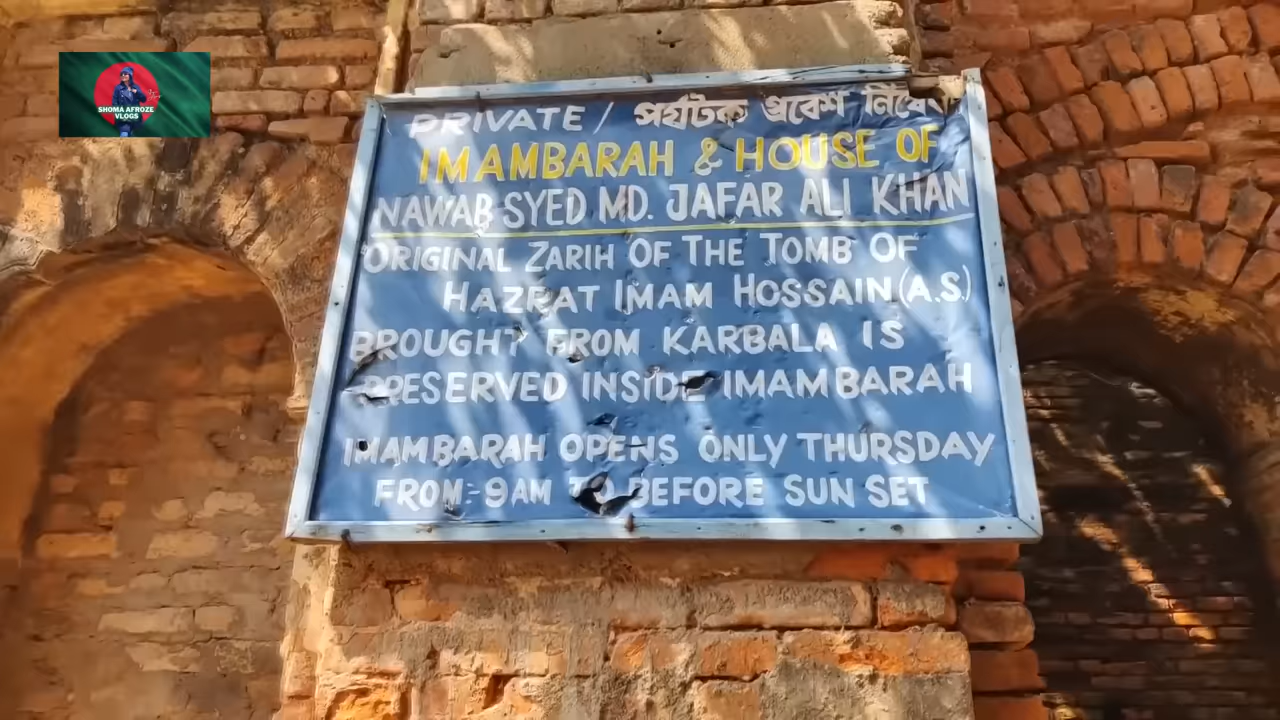 SHOMA AFROZE
VLOGS
PRIVATE / পর্যটক প্রবেশ নিষেধ
IMAMBARAH & HOUSE OF
NAWAB SYED MD. JAFAR ALI KHAN
ORIGINAL ZARIH OF THE TOMB OF
HAZRAT IMAM HOSSAIN (A.S.)
BROUGHT FROM KARBALA IS
PRESERVED INSIDE IMAMBARAH
IMAMBARAH OPENS ONLY THURSDAY
FROM:- 9AM TO BEFORE SUN SET